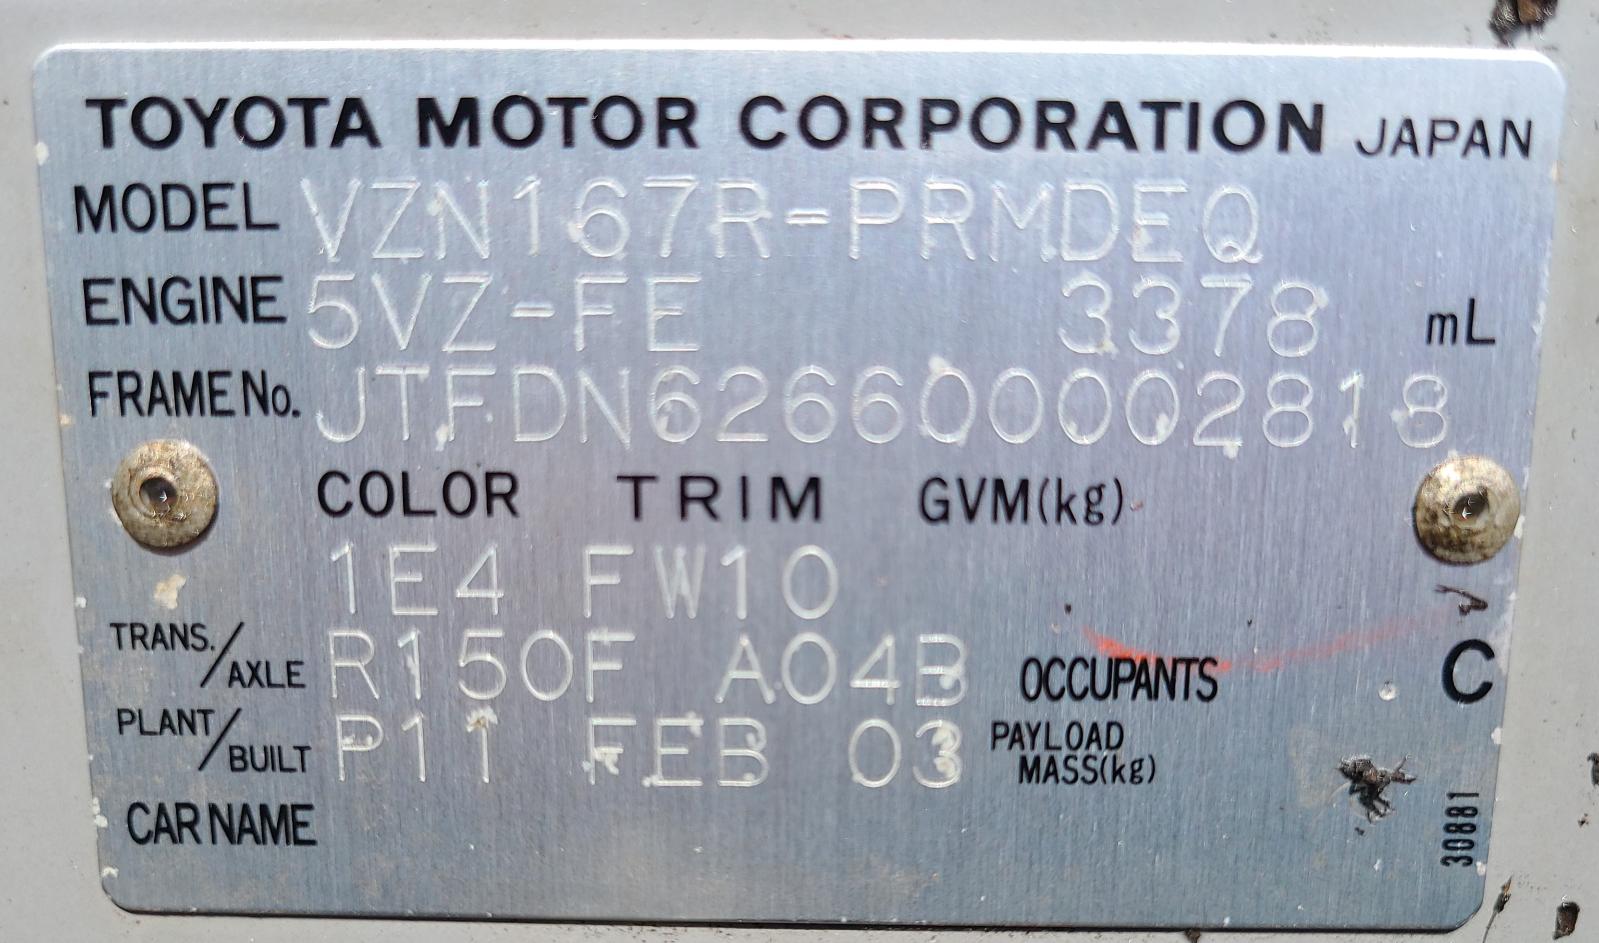 TOYOTA MOTOR CORPORATION JAPAN
MODEL VZN167R-PRMDEQ
ENGINE 5VZ-FE 3378 mL
FRAME No. JTFDN626600002818
COLOR TRIM GVM(kg)
1E4 FW10
TRANS./AXLE R150F A04B OCCUPANTS C
PLANT/BUILT P11 FEB 03 PAYLOAD MASS(kg)
CAR NAME
30881